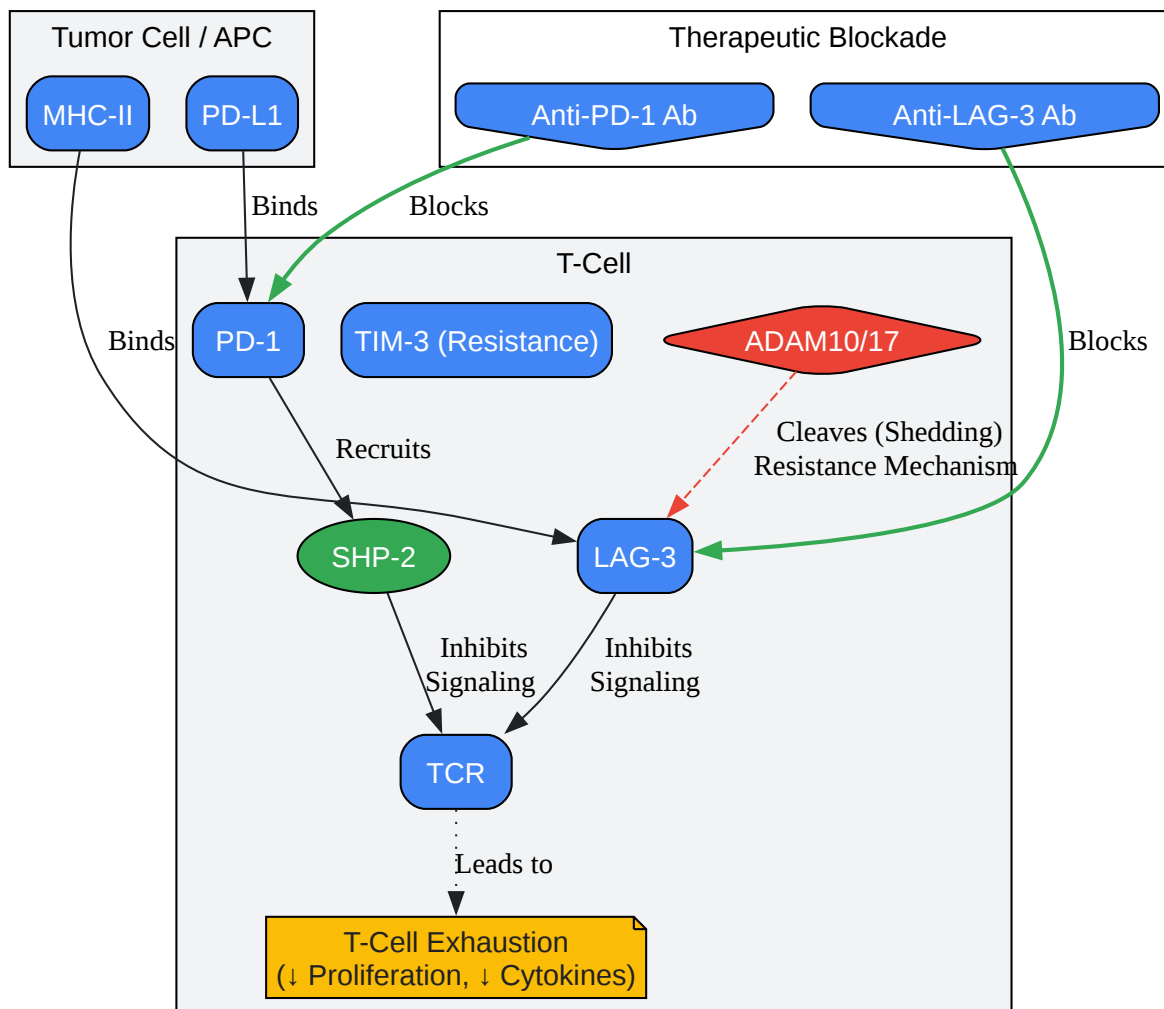 Tumor Cell / APC
Therapeutic Blockade
MHC-II
PD-L1
Anti-PD-1 Ab
Anti-LAG-3 Ab
Binds
Blocks
T-Cell
Binds
PD-1
TIM-3 (Resistance)
ADAM10/17
Blocks
Recruits
Cleaves (Shedding)
Resistance Mechanism
SHP-2
LAG-3
Inhibits
Signaling
Inhibits
Signaling
TCR
Leads to
T-Cell Exhaustion
(↓ Proliferation, ↓ Cytokines)